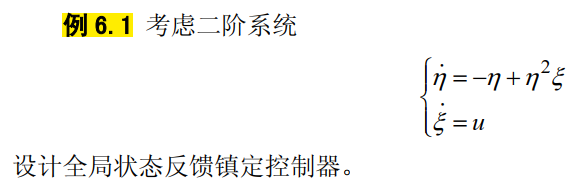 例 6.1 考虑二阶系统
η̇ = −η + η²ξ
ξ̇ = u
设计全局状态反馈镇定控制器。